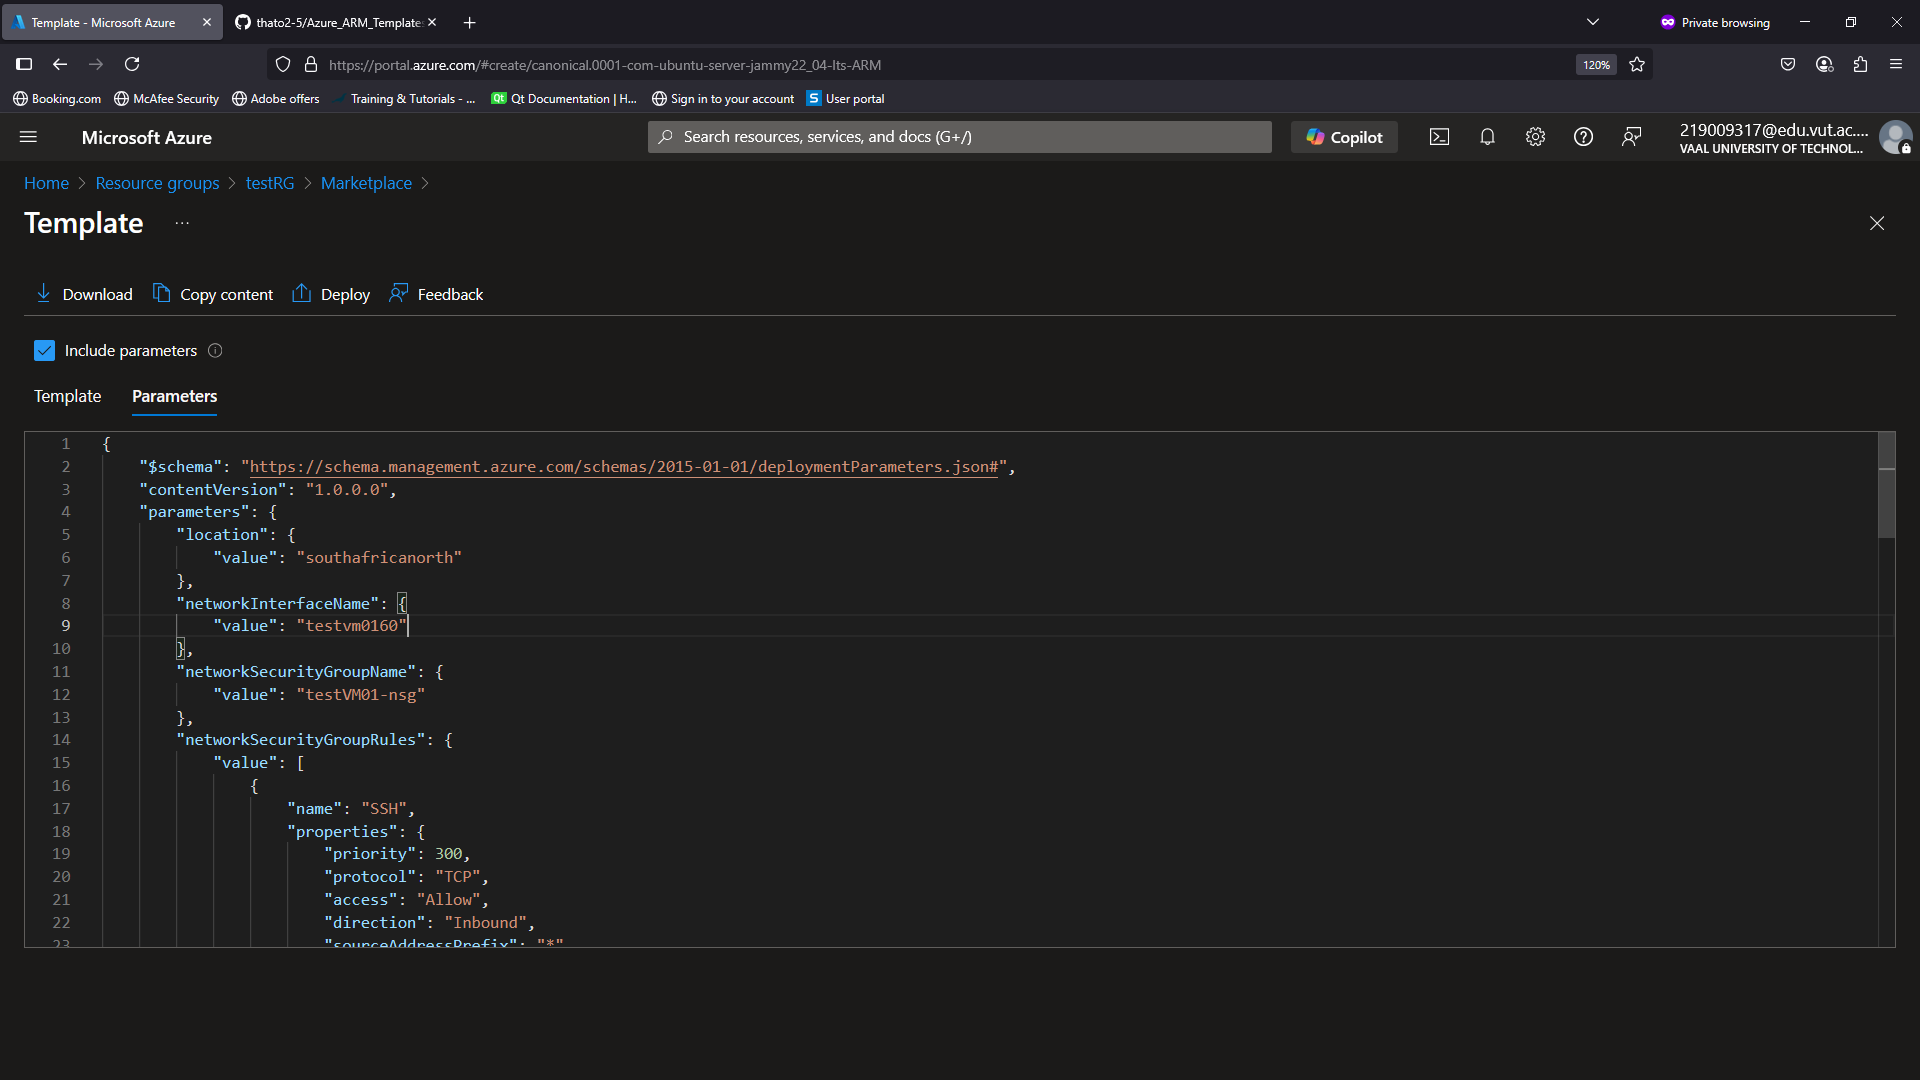 Template - Microsoft Azure
thato2-5/Azure_ARM_Templates
Private browsing
https://portal.azure.com/#create/canonical.0001-com-ubuntu-server-jammy22_04-lts-ARM
120%
Booking.com
McAfee Security
Adobe offers
Training & Tutorials - ...
Qt Documentation | H...
Sign in to your account
S User portal
Microsoft Azure
Search resources, services, and docs (G+/)
Copilot
219009317@edu.vut.ac....
VAAL UNIVERSITY OF TECHNOL...
Home > Resource groups > testRG > Marketplace >
Template ...
Download
Copy content
Deploy
Feedback
Include parameters
Template
Parameters
1 {
2 "$schema": "https://schema.management.azure.com/schemas/2015-01-01/deploymentParameters.json#",
3 "contentVersion": "1.0.0.0",
4 "parameters": {
5 "location": {
6 "value": "southafricanorth"
7 },
8 "networkInterfaceName": {
9 "value": "testvm0160"
10 },
11 "networkSecurityGroupName": {
12 "value": "testVM01-nsg"
13 },
14 "networkSecurityGroupRules": {
15 "value": [
16 {
17 "name": "SSH",
18 "properties": {
19 "priority": 300,
20 "protocol": "TCP",
21 "access": "Allow",
22 "direction": "Inbound",
23 "sourceAddressPrefix": "*"